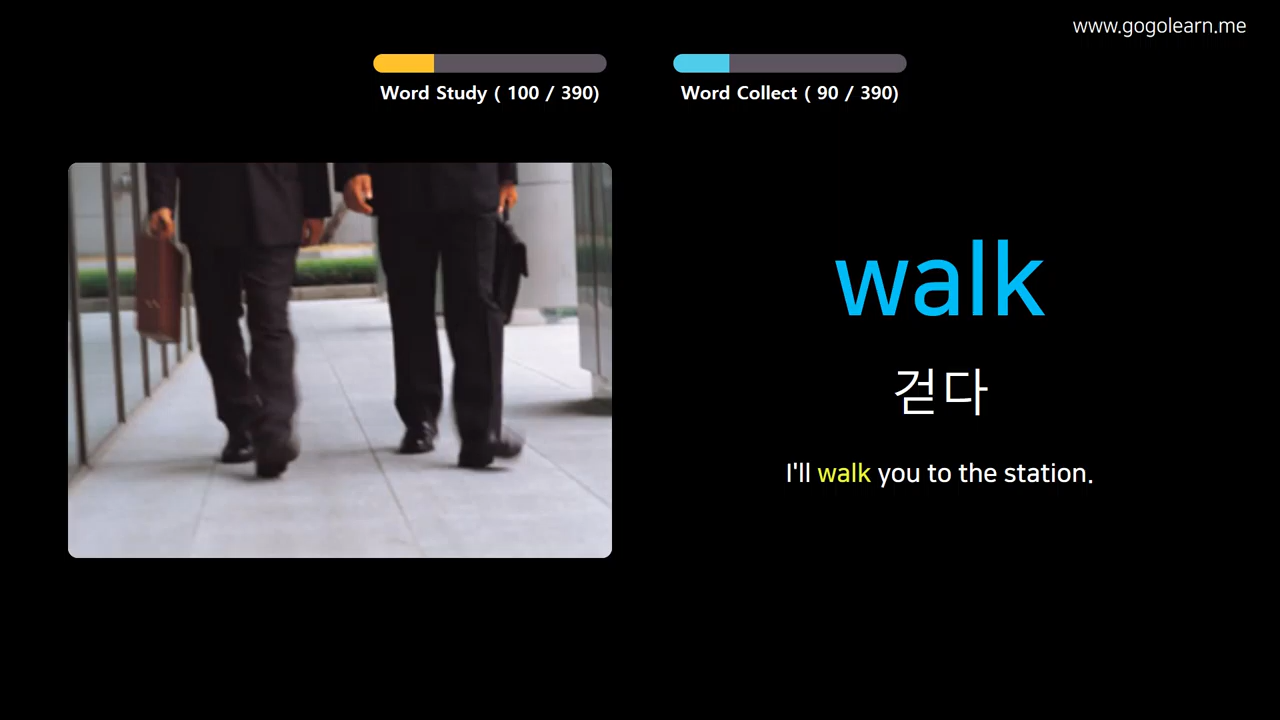 www.gogolearn.me
Word Study ( 100 / 390)
Word Collect ( 90 / 390)
walk
걷다
I'll walk you to the station.